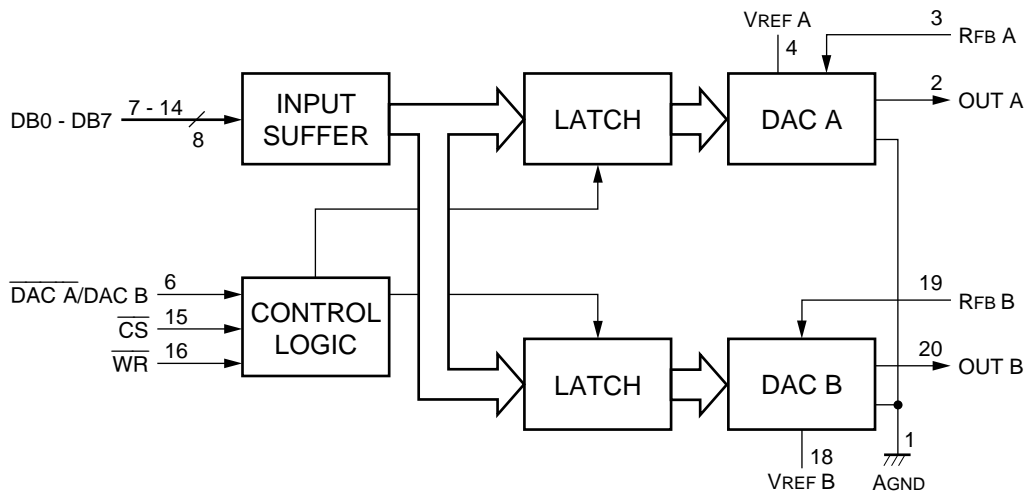 VREF A
4
3
RFB A
DB0 - DB7
7 - 14
8
INPUT
SUFFER
LATCH
DAC A
2
OUT A
DAC A/DAC B
6
CS
15
WR
16
CONTROL
LOGIC
19
RFB B
LATCH
DAC B
20
OUT B
18
VREF B
1
AGND